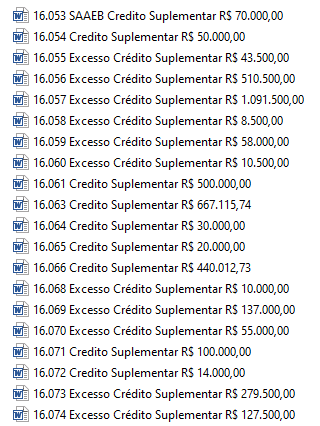 16.053 SAAEB Credito Suplementar R$ 70.000,00
16.054 Credito Suplementar R$ 50.000,00
16.055 Excesso Crédito Suplementar R$ 43.500,00
16.056 Excesso Crédito Suplementar R$ 510.500,00
16.057 Excesso Crédito Suplementar R$ 1.091.500,00
16.058 Excesso Crédito Suplementar R$ 8.500,00
16.059 Excesso Crédito Suplementar R$ 58.000,00
16.060 Excesso Crédito Suplementar R$ 10.500,00
16.061 Credito Suplementar R$ 500.000,00
16.063 Credito Suplementar R$ 667.115,74
16.064 Credito Suplementar R$ 30.000,00
16.065 Credito Suplementar R$ 20.000,00
16.066 Credito Suplementar R$ 440.012,73
16.068 Excesso Crédito Suplementar R$ 10.000,00
16.069 Excesso Crédito Suplementar R$ 137.000,00
16.070 Excesso Crédito Suplementar R$ 55.000,00
16.071 Credito Suplementar R$ 100.000,00
16.072 Credito Suplementar R$ 14.000,00
16.073 Excesso Crédito Suplementar R$ 279.500,00
16.074 Excesso Crédito Suplementar R$ 127.500,00